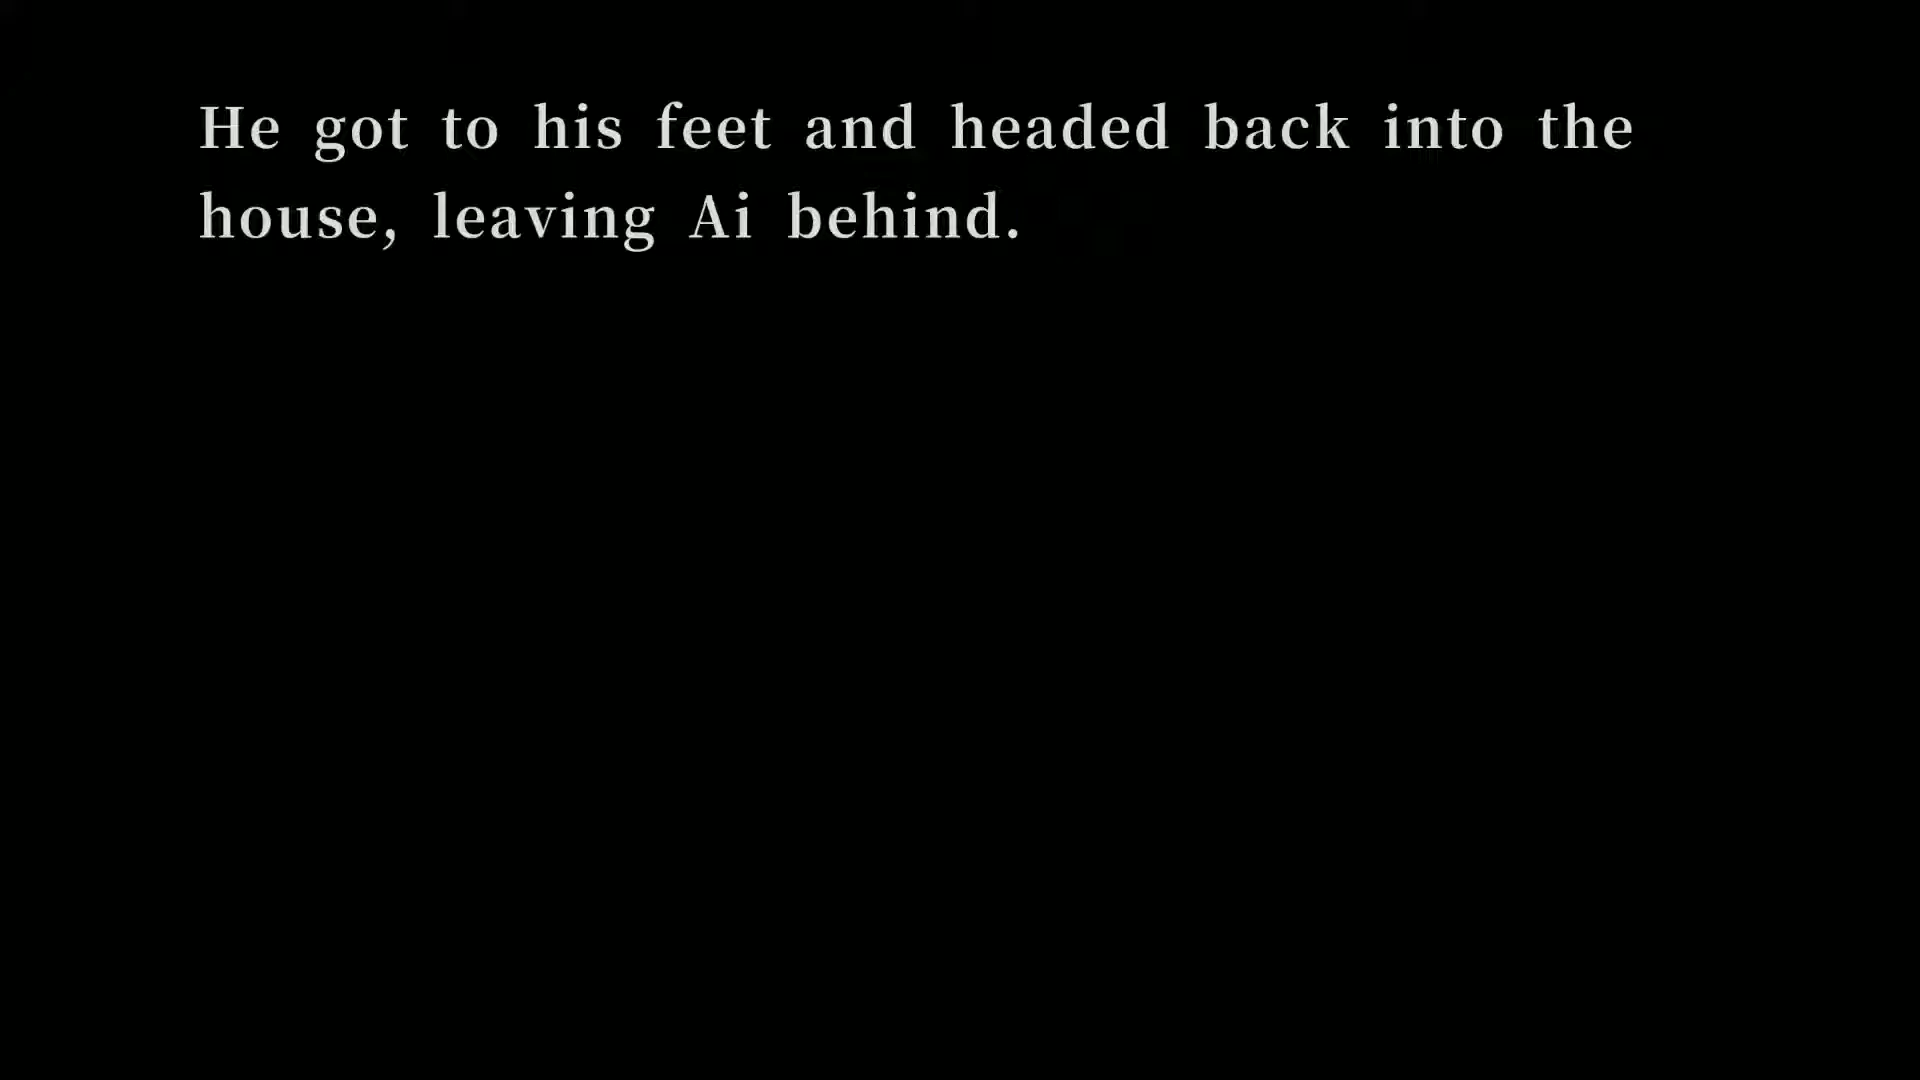 He got to his feet and headed back into the
house, leaving Ai behind.